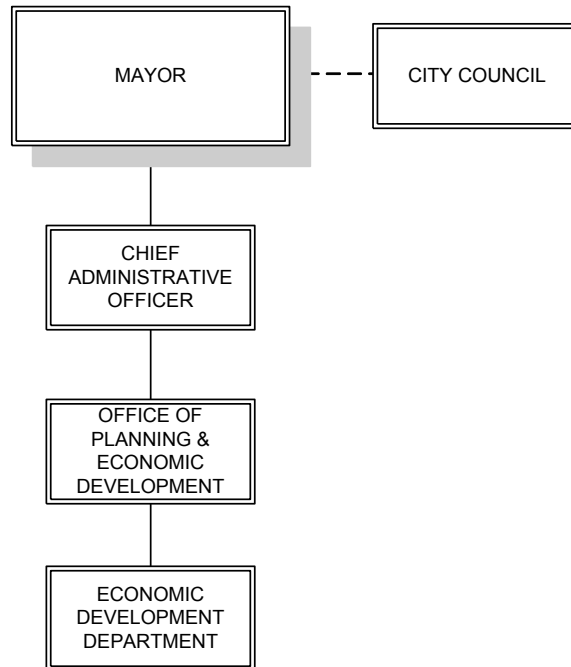 MAYOR
CITY COUNCIL
CHIEF
ADMINISTRATIVE
OFFICER
OFFICE OF
PLANNING &
ECONOMIC
DEVELOPMENT
ECONOMIC
DEVELOPMENT
DEPARTMENT